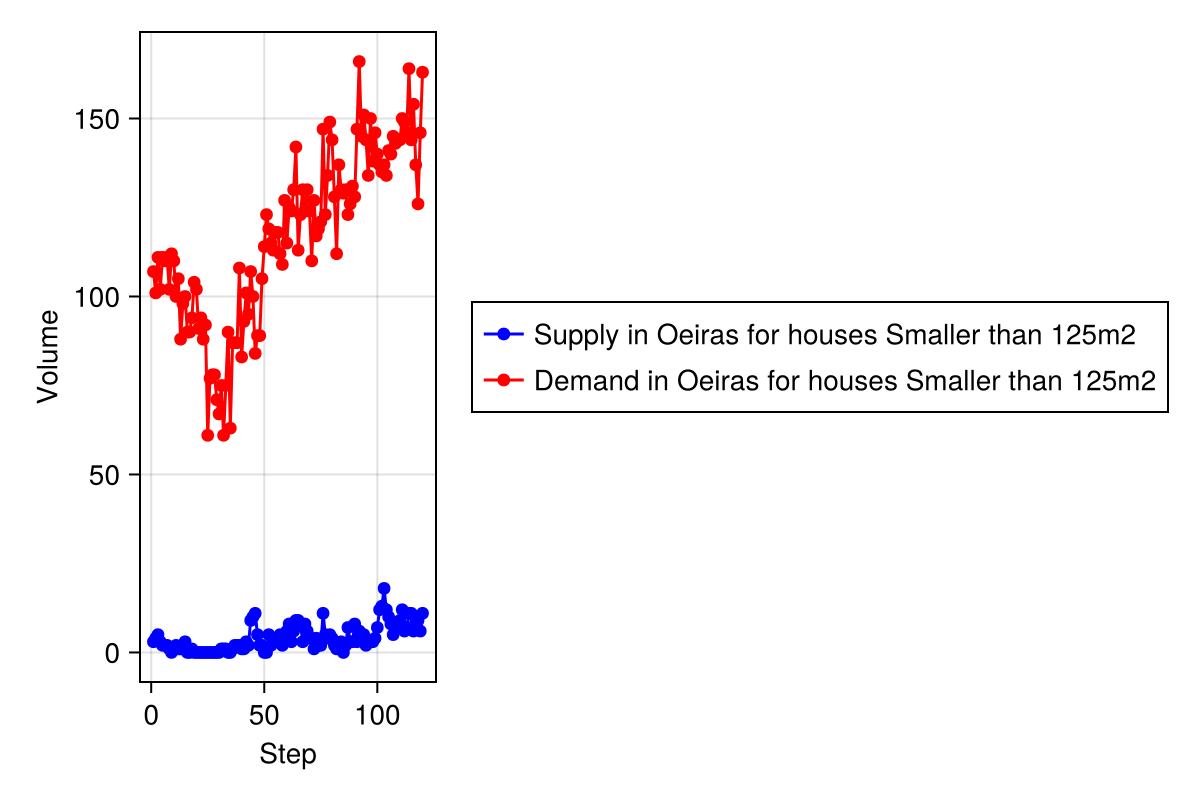 Volume
150
100
50
0
0 50 100
Step
Supply in Oeiras for houses Smaller than 125m2
Demand in Oeiras for houses Smaller than 125m2